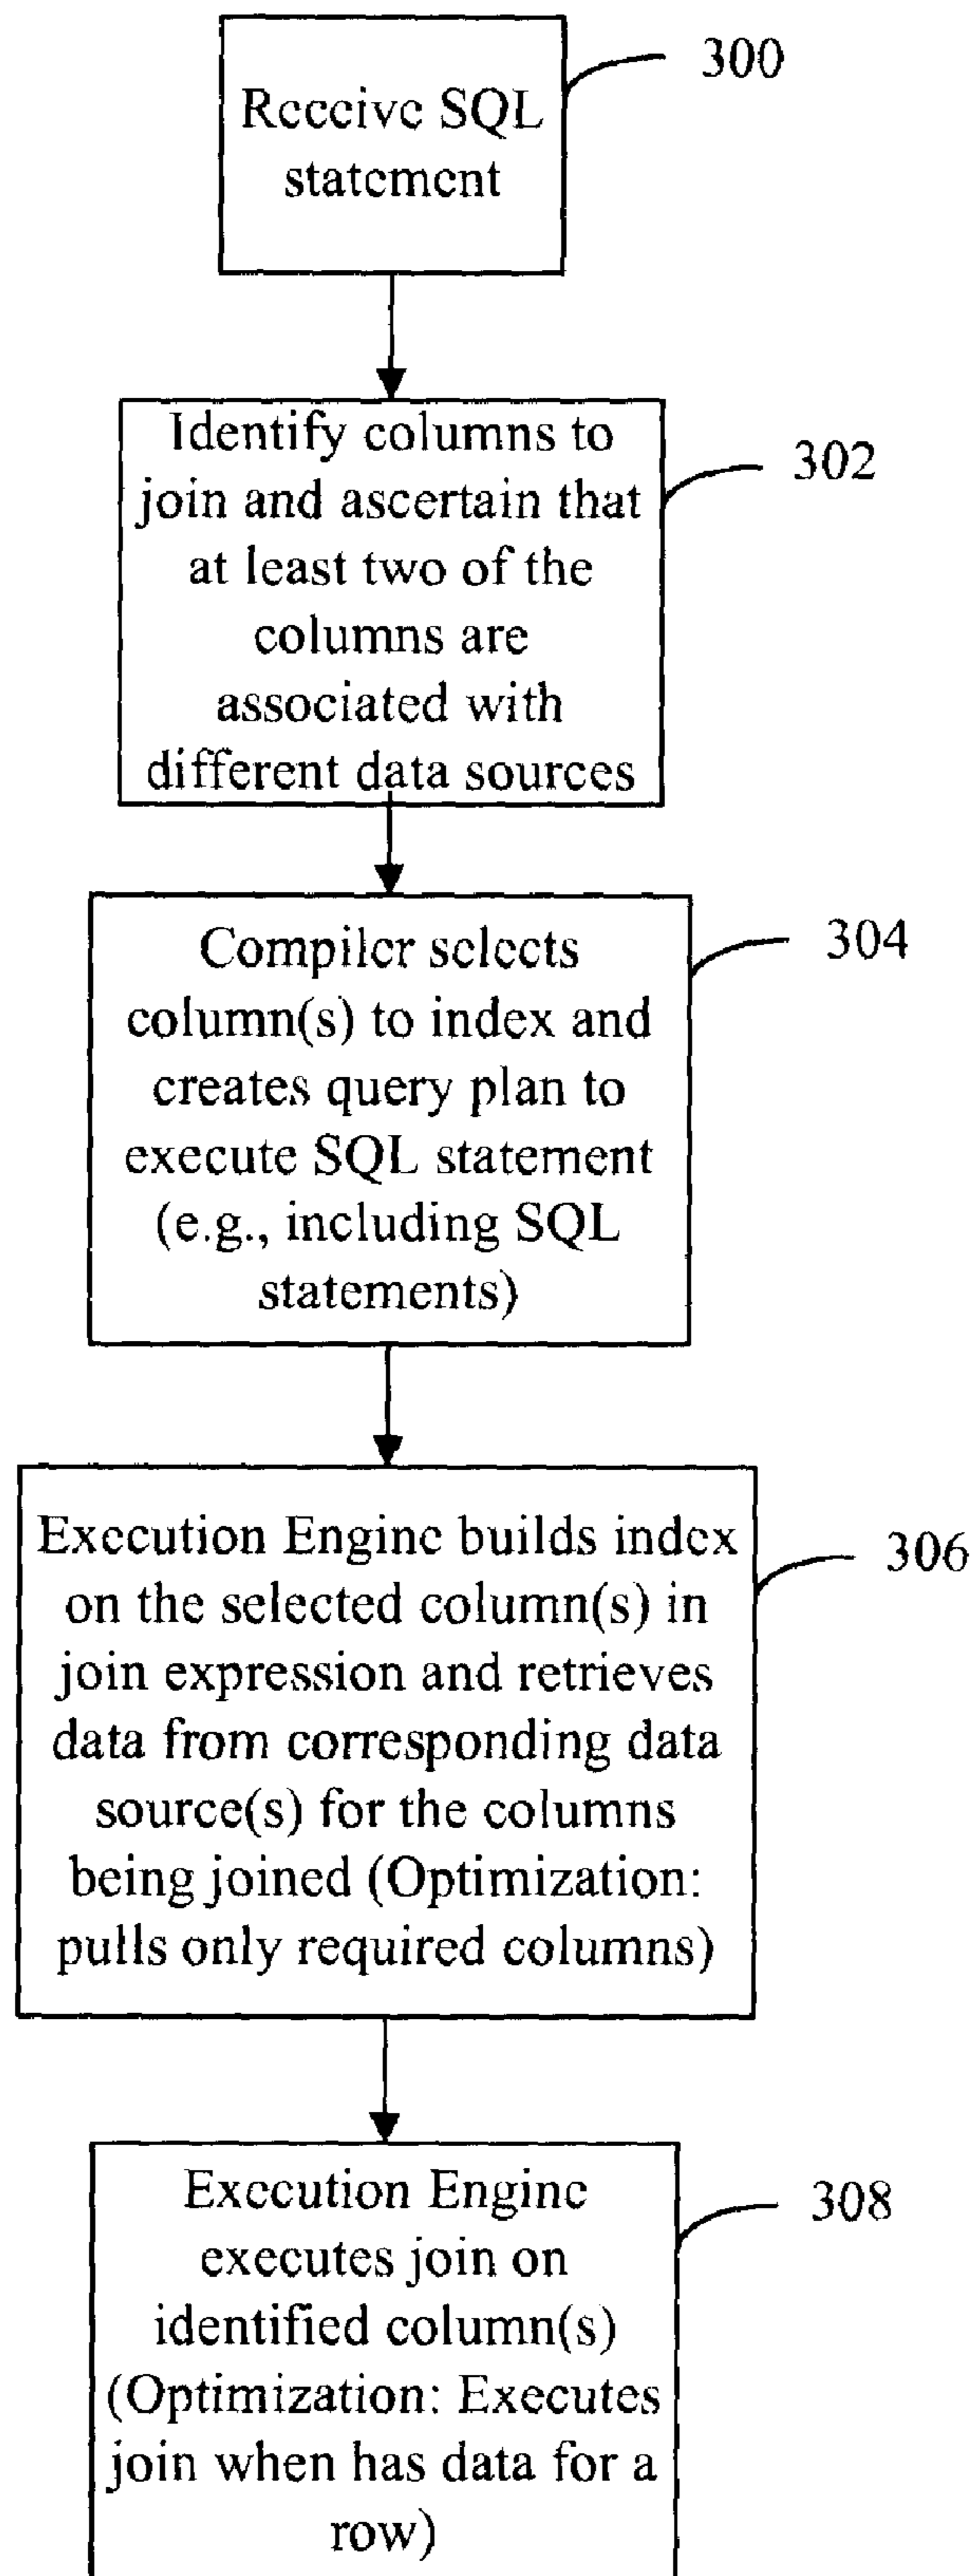 300
Receive SQL
statement
302
Identify columns to
join and ascertain that
at least two of the
columns are
associated with
different data sources
304
Compiler selects
column(s) to index and
creates query plan to
execute SQL statement
(e.g., including SQL
statements)
306
Execution Engine builds index
on the selected column(s) in
join expression and retrieves
data from corresponding data
source(s) for the columns
being joined (Optimization:
pulls only required columns)
308
Execution Engine
executes join on
identified column(s)
(Optimization: Executes
join when has data for a
row)